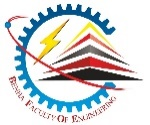 BENHA FACULTY OF ENGINEERING